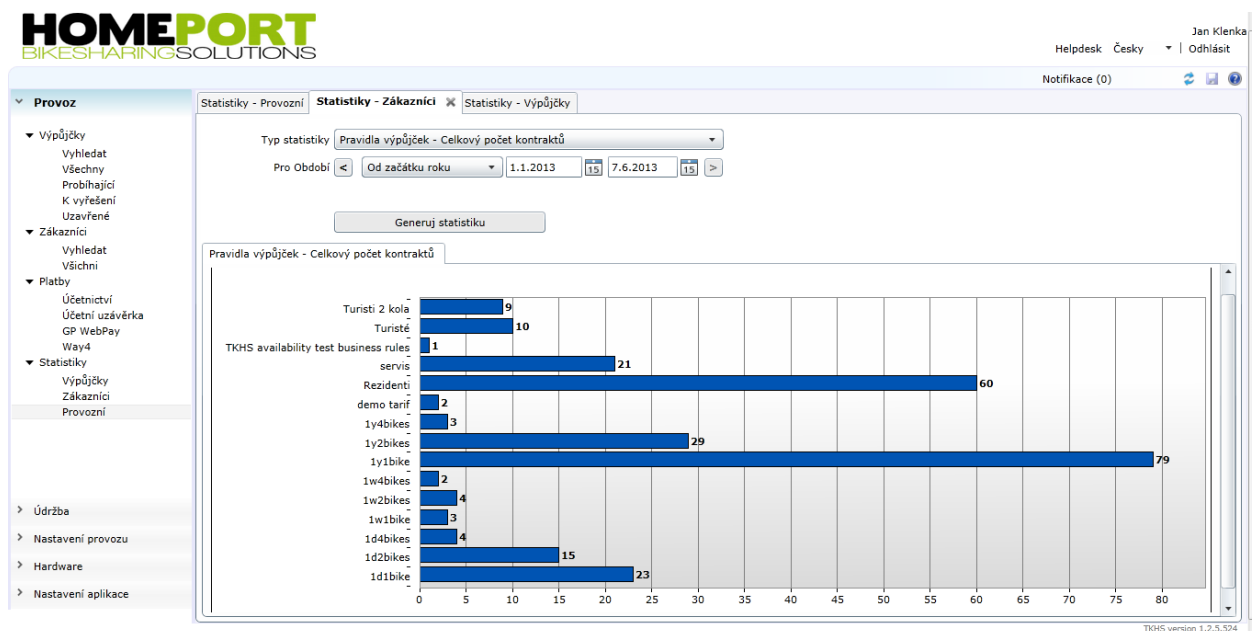 HOMEPORT
BIKESHARINGSOLUTIONS
Jan Klenka
Helpdesk Česky | Odhlásit
Notifikace (0)
Provoz
Výpůjčky
Vyhledat
Všechny
Probíhající
K vyřešení
Uzavřené
Zákazníci
Vyhledat
Všichni
Platby
Účetnictví
Účetní uzávěrka
GP WebPay
Way4
Statistiky
Výpůjčky
Zákazníci
Provozní
Údržba
Nastavení provozu
Hardware
Nastavení aplikace
Statistiky - Provozní Statistiky - Zákazníci Statistiky - Výpůjčky
Typ statistiky Pravidla výpůjček - Celkový počet kontraktů
Pro Období < Od začátku roku 1.1.2013 15 7.6.2013 15 >
Generuj statistiku
Pravidla výpůjček - Celkový počet kontraktů
Turisti 2 kola 9
Turisté 10
TKHS availability test business rules 1
servis 21
Rezidenti 60
demo tarif 2
1y4bikes 3
1y2bikes 29
1y1bike 79
1w4bikes 2
1w2bikes 4
1w1bike 3
1d4bikes 4
1d2bikes 15
1d1bike 23
0 5 10 15 20 25 30 35 40 45 50 55 60 65 70 75 80
TKHS version 1.2.5.524